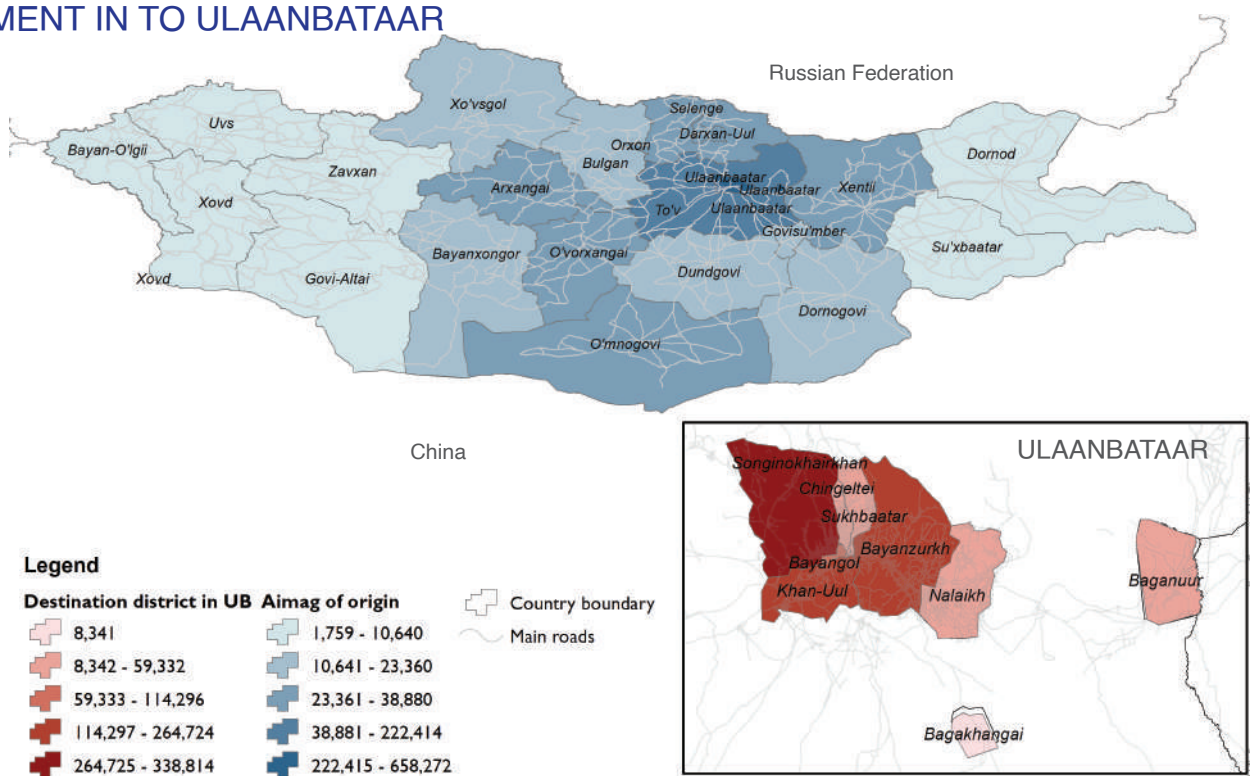 MENT IN TO ULAANBATAAR
Russian Federation
Xo'vsgol
Selenge
Uvs
Darxan-Uul
Bayan-O'lgii
Orxon
Dornod
Bulgan
Zavxan
Ulaanbaatar
Arxangai
Ulaanbaatar
Xentii
Xovd
To'v
Ulaanbaatar
Govisu'mber
Su'xbaatar
Bayanxongor
O'vorxangai
Dundgovi
Xovd
Govi-Altai
Dornogovi
O'mnogovi
China
ULAANBATAAR
Songinokhairkhan
Chingeltei
Sukhbaatar
Bayanzurkh
Bayangol
Khan-Uul
Nalaikh
Baganuur
Bagakhangai
Legend
Destination district in UB
8,341
8,342 - 59,332
59,333 - 114,296
114,297 - 264,724
264,725 - 338,814
Aimag of origin
1,759 - 10,640
10,641 - 23,360
23,361 - 38,880
38,881 - 222,414
222,415 - 658,272
Country boundary
Main roads